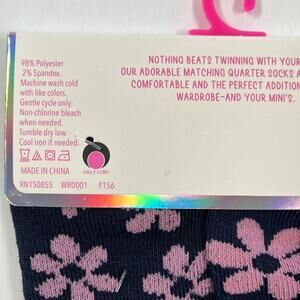 98% Polyester
2% Spandex.
Machine wash cold
with like colors.
Gentle cycle only.
Non-chlorine bleach
when needed.
Tumble dry low.
Cool iron if needed.
MADE IN CHINA
RN150855 WR0001 F156
NOTHING BEATS TWINNING WITH YOUR
OUR ADORABLE MATCHING QUARTER SOCKS A
COMFORTABLE AND THE PERFECT ADDITION
WARDROBE-AND YOUR MINI'S.